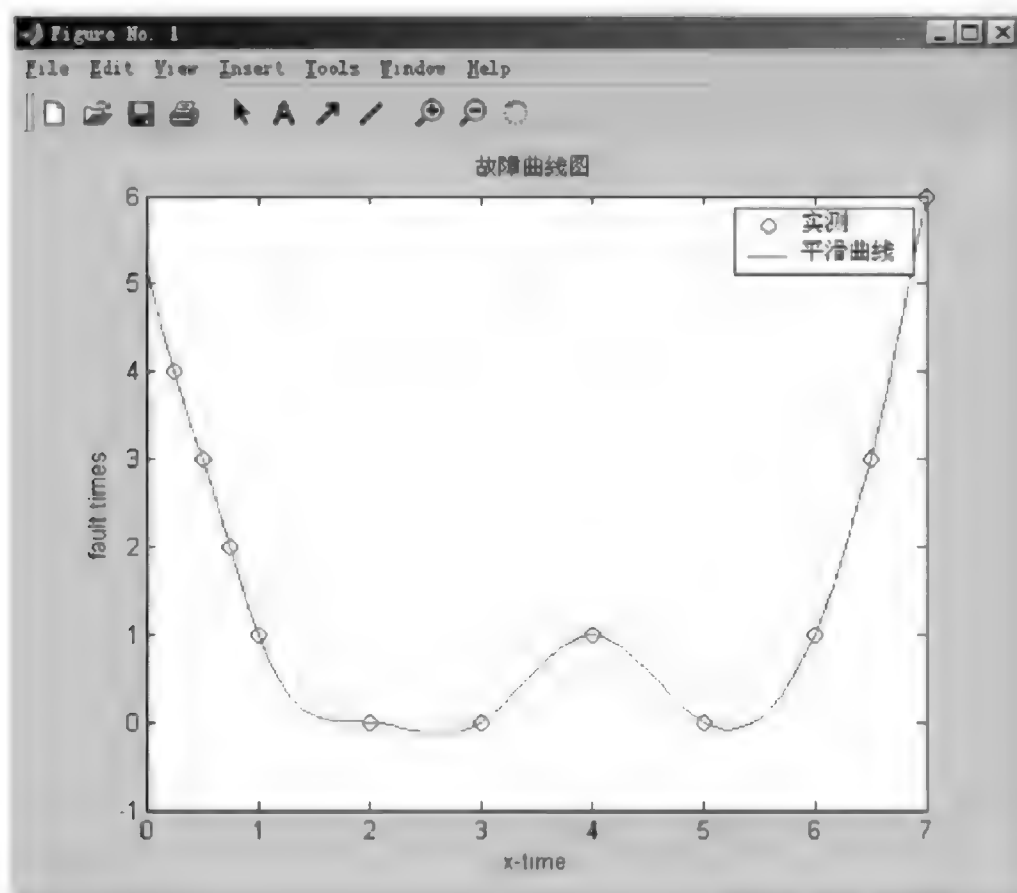 Figure No. 1
File Edit View Insert Tools Window Help
故障曲线图
实测
平滑曲线
6
5
4
3
2
1
0
-1
fault times
0 1 2 3 4 5 6 7
x-time